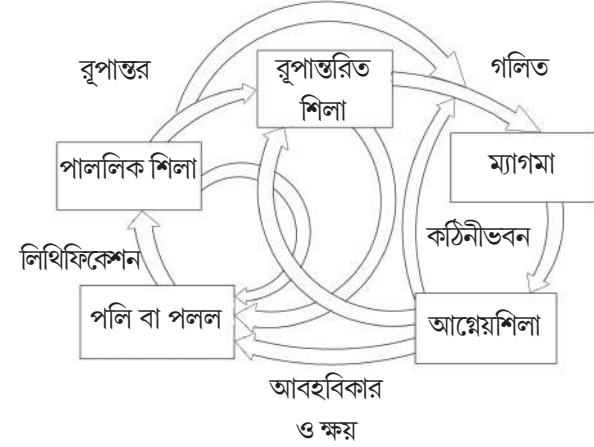 রূপান্তর
রূপান্তরিত
শিলা
গলিত
পাললিক শিলা
ম্যাগমা
কঠিনীভবন
লিথিফিকেশন
পলি বা পলল
আগ্নেয়শিলা
আবহবিকার
ও ক্ষয়